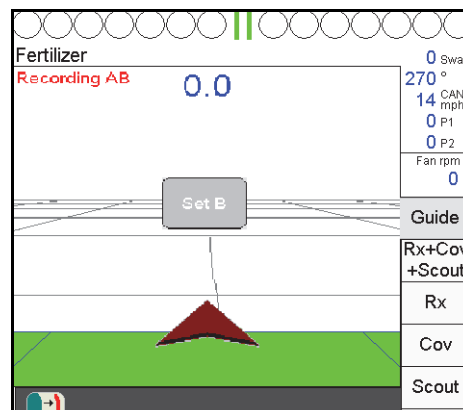 Fertilizer
Recording AB
0.0
0 Swa
270 °
14 CAN mph
0 P1
0 P2
Fan rpm
0
Set B
Guide
Rx+Cov
+Scout
Rx
Cov
Scout